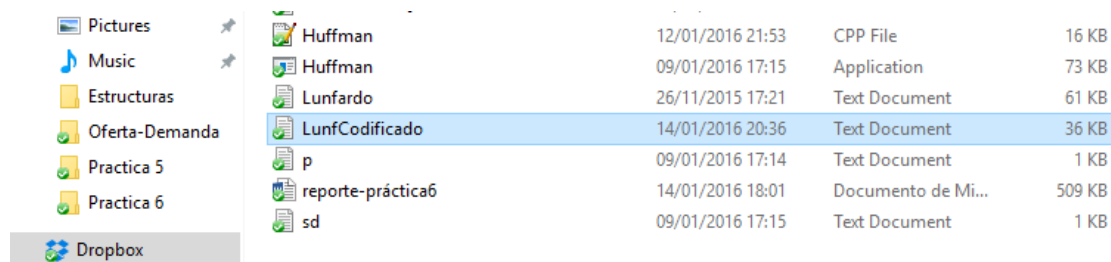 Pictures
Music
Estructuras
Oferta-Demanda
Practica 5
Practica 6
Dropbox
Huffman 12/01/2016 21:53 CPP File 16 KB
Huffman 09/01/2016 17:15 Application 73 KB
Lunfardo 26/11/2015 17:21 Text Document 61 KB
LunfCodificado 14/01/2016 20:36 Text Document 36 KB
p 09/01/2016 17:14 Text Document 1 KB
reporte-práctica6 14/01/2016 18:01 Documento de Mi... 509 KB
sd 09/01/2016 17:15 Text Document 1 KB